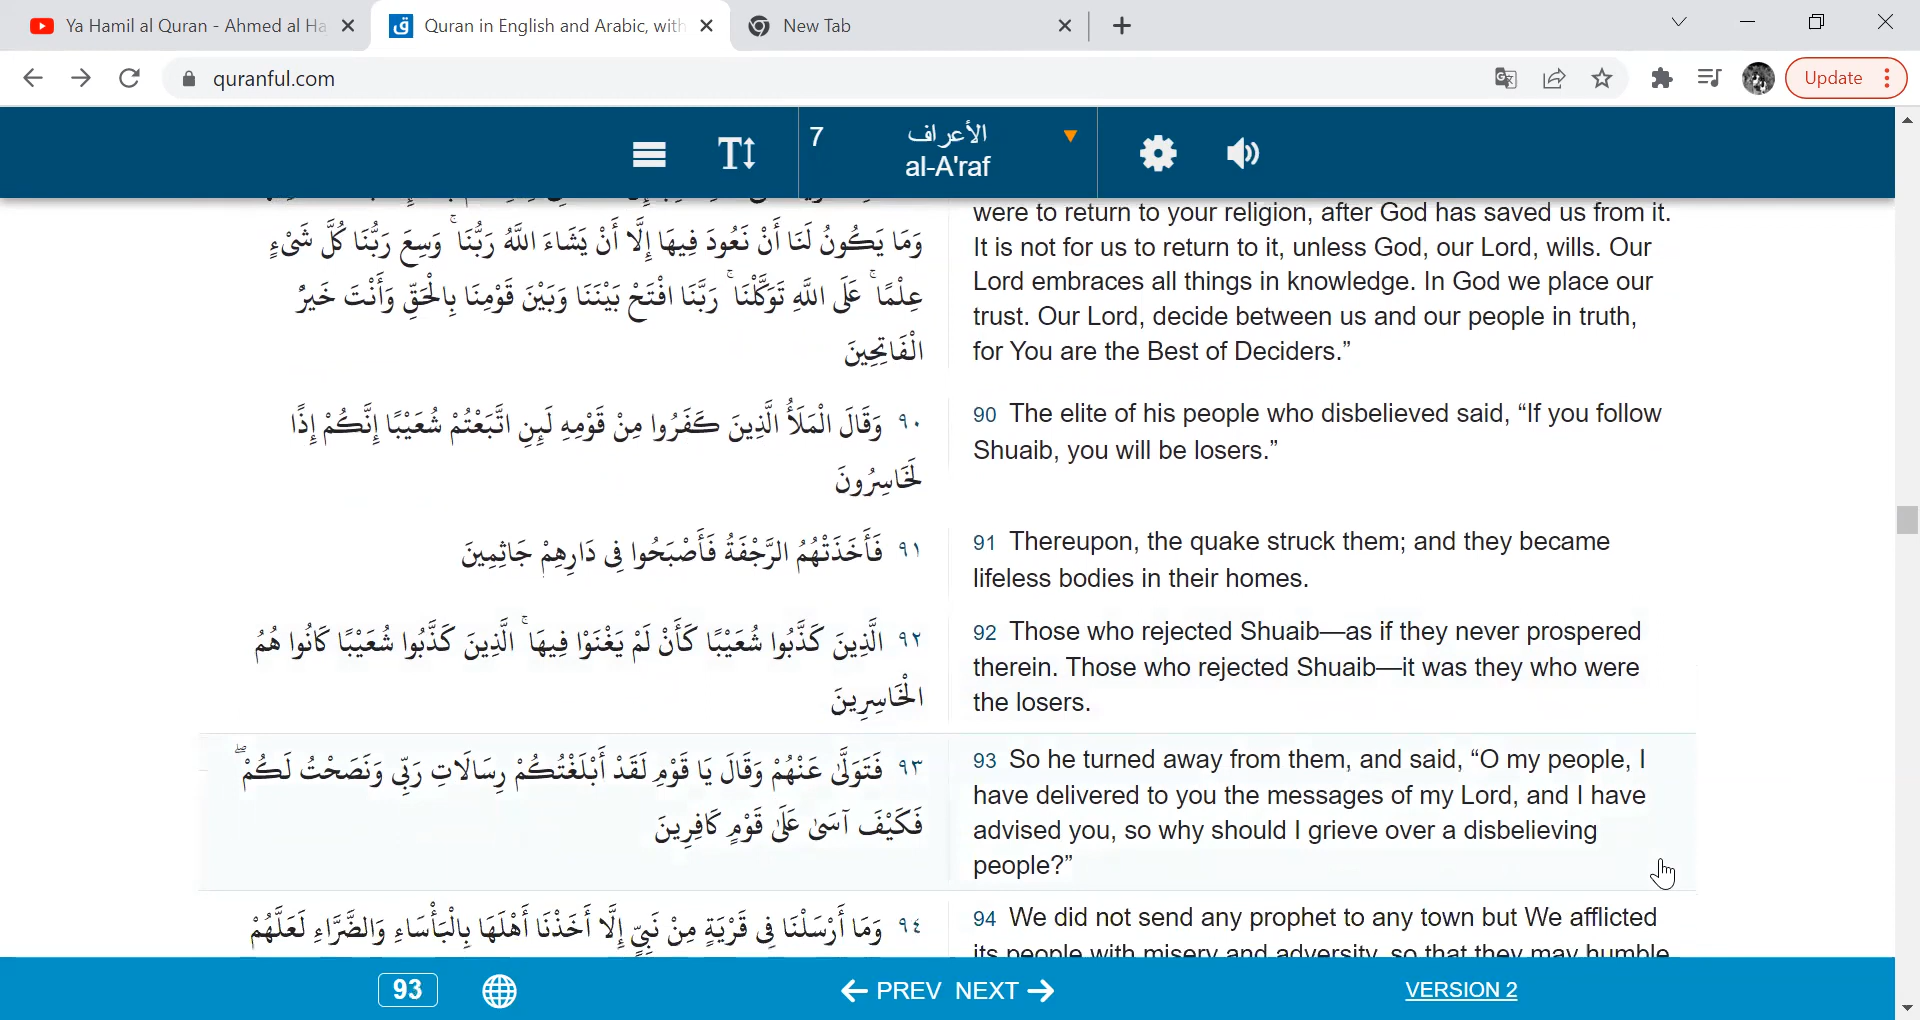 Ya Hamil al Quran - Ahmed al Ha
Quran in English and Arabic, with
New Tab
quranful.com
Update
7
الأعراف
al-A'raf
وَمَا يَكُونُ لَنَا أَنْ نَعُودَ فِيهَا إِلَّا أَنْ يَشَاءَ اللَّهُ رَبُّنَا ۚ وَسِعَ رَبُّنَا كُلَّ شَيْءٍ
عِلْمًا ۚ عَلَى اللَّهِ تَوَكَّلْنَا ۚ رَبَّنَا افْتَحْ بَيْنَنَا وَبَيْنَ قَوْمِنَا بِالْحَقِّ وَأَنْتَ خَيْرُ
الْفَاتِحِينَ
were to return to your religion, after God has saved us from it.
It is not for us to return to it, unless God, our Lord, wills. Our
Lord embraces all things in knowledge. In God we place our
trust. Our Lord, decide between us and our people in truth,
for You are the Best of Deciders.”
٩٠ وَقَالَ الْمَلَأُ الَّذِينَ كَفَرُوا مِنْ قَوْمِهِ لَئِنِ اتَّبَعْتُمْ شُعَيْبًا إِنَّكُمْ إِذًا
لَخَاسِرُونَ
90 The elite of his people who disbelieved said, “If you follow
Shuaib, you will be losers.”
٩١ فَأَخَذَتْهُمُ الرَّجْفَةُ فَأَصْبَحُوا فِي دَارِهِمْ جَاثِمِينَ
91 Thereupon, the quake struck them; and they became
lifeless bodies in their homes.
٩٢ الَّذِينَ كَذَّبُوا شُعَيْبًا كَأَنْ لَمْ يَغْنَوْا فِيهَا ۚ الَّذِينَ كَذَّبُوا شُعَيْبًا كَانُوا هُمُ
الْخَاسِرِينَ
92 Those who rejected Shuaib—as if they never prospered
therein. Those who rejected Shuaib—it was they who were
the losers.
٩٣ فَتَوَلَّىٰ عَنْهُمْ وَقَالَ يَا قَوْمِ لَقَدْ أَبْلَغْتُكُمْ رِسَالَاتِ رَبِّي وَنَصَحْتُ لَكُمْ ۖ
فَكَيْفَ آسَىٰ عَلَىٰ قَوْمٍ كَافِرِينَ
93 So he turned away from them, and said, “O my people, I
have delivered to you the messages of my Lord, and I have
advised you, so why should I grieve over a disbelieving
people?”
٩٤ وَمَا أَرْسَلْنَا فِي قَرْيَةٍ مِنْ نَبِيٍّ إِلَّا أَخَذْنَا أَهْلَهَا بِالْبَأْسَاءِ وَالضَّرَّاءِ لَعَلَّهُمْ
94 We did not send any prophet to any town but We afflicted
its people with misery and adversity, so that they may humble
93
PREV NEXT
VERSION 2